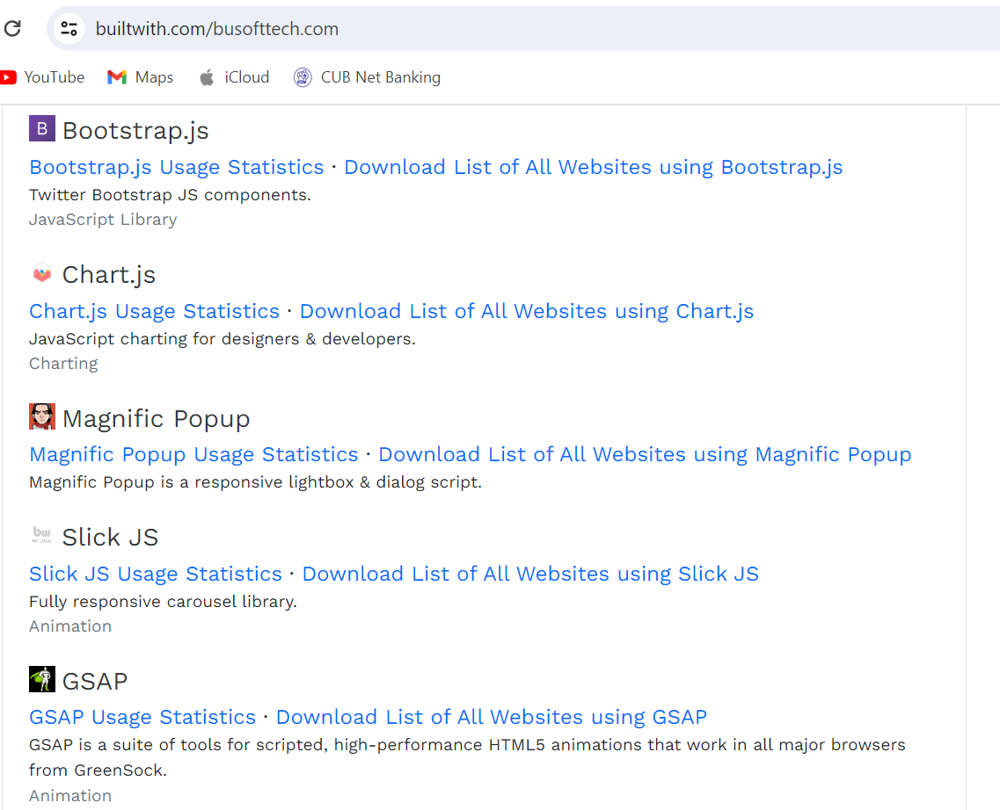 builtwith.com/busofttech.com
YouTube Maps iCloud CUB Net Banking
B Bootstrap.js
Bootstrap.js Usage Statistics · Download List of All Websites using Bootstrap.js
Twitter Bootstrap JS components.
JavaScript Library
Chart.js
Chart.js Usage Statistics · Download List of All Websites using Chart.js
JavaScript charting for designers & developers.
Charting
Magnific Popup
Magnific Popup Usage Statistics · Download List of All Websites using Magnific Popup
Magnific Popup is a responsive lightbox & dialog script.
bw Slick JS
Slick JS Usage Statistics · Download List of All Websites using Slick JS
Fully responsive carousel library.
Animation
GSAP
GSAP Usage Statistics · Download List of All Websites using GSAP
GSAP is a suite of tools for scripted, high-performance HTML5 animations that work in all major browsers
from GreenSock.
Animation